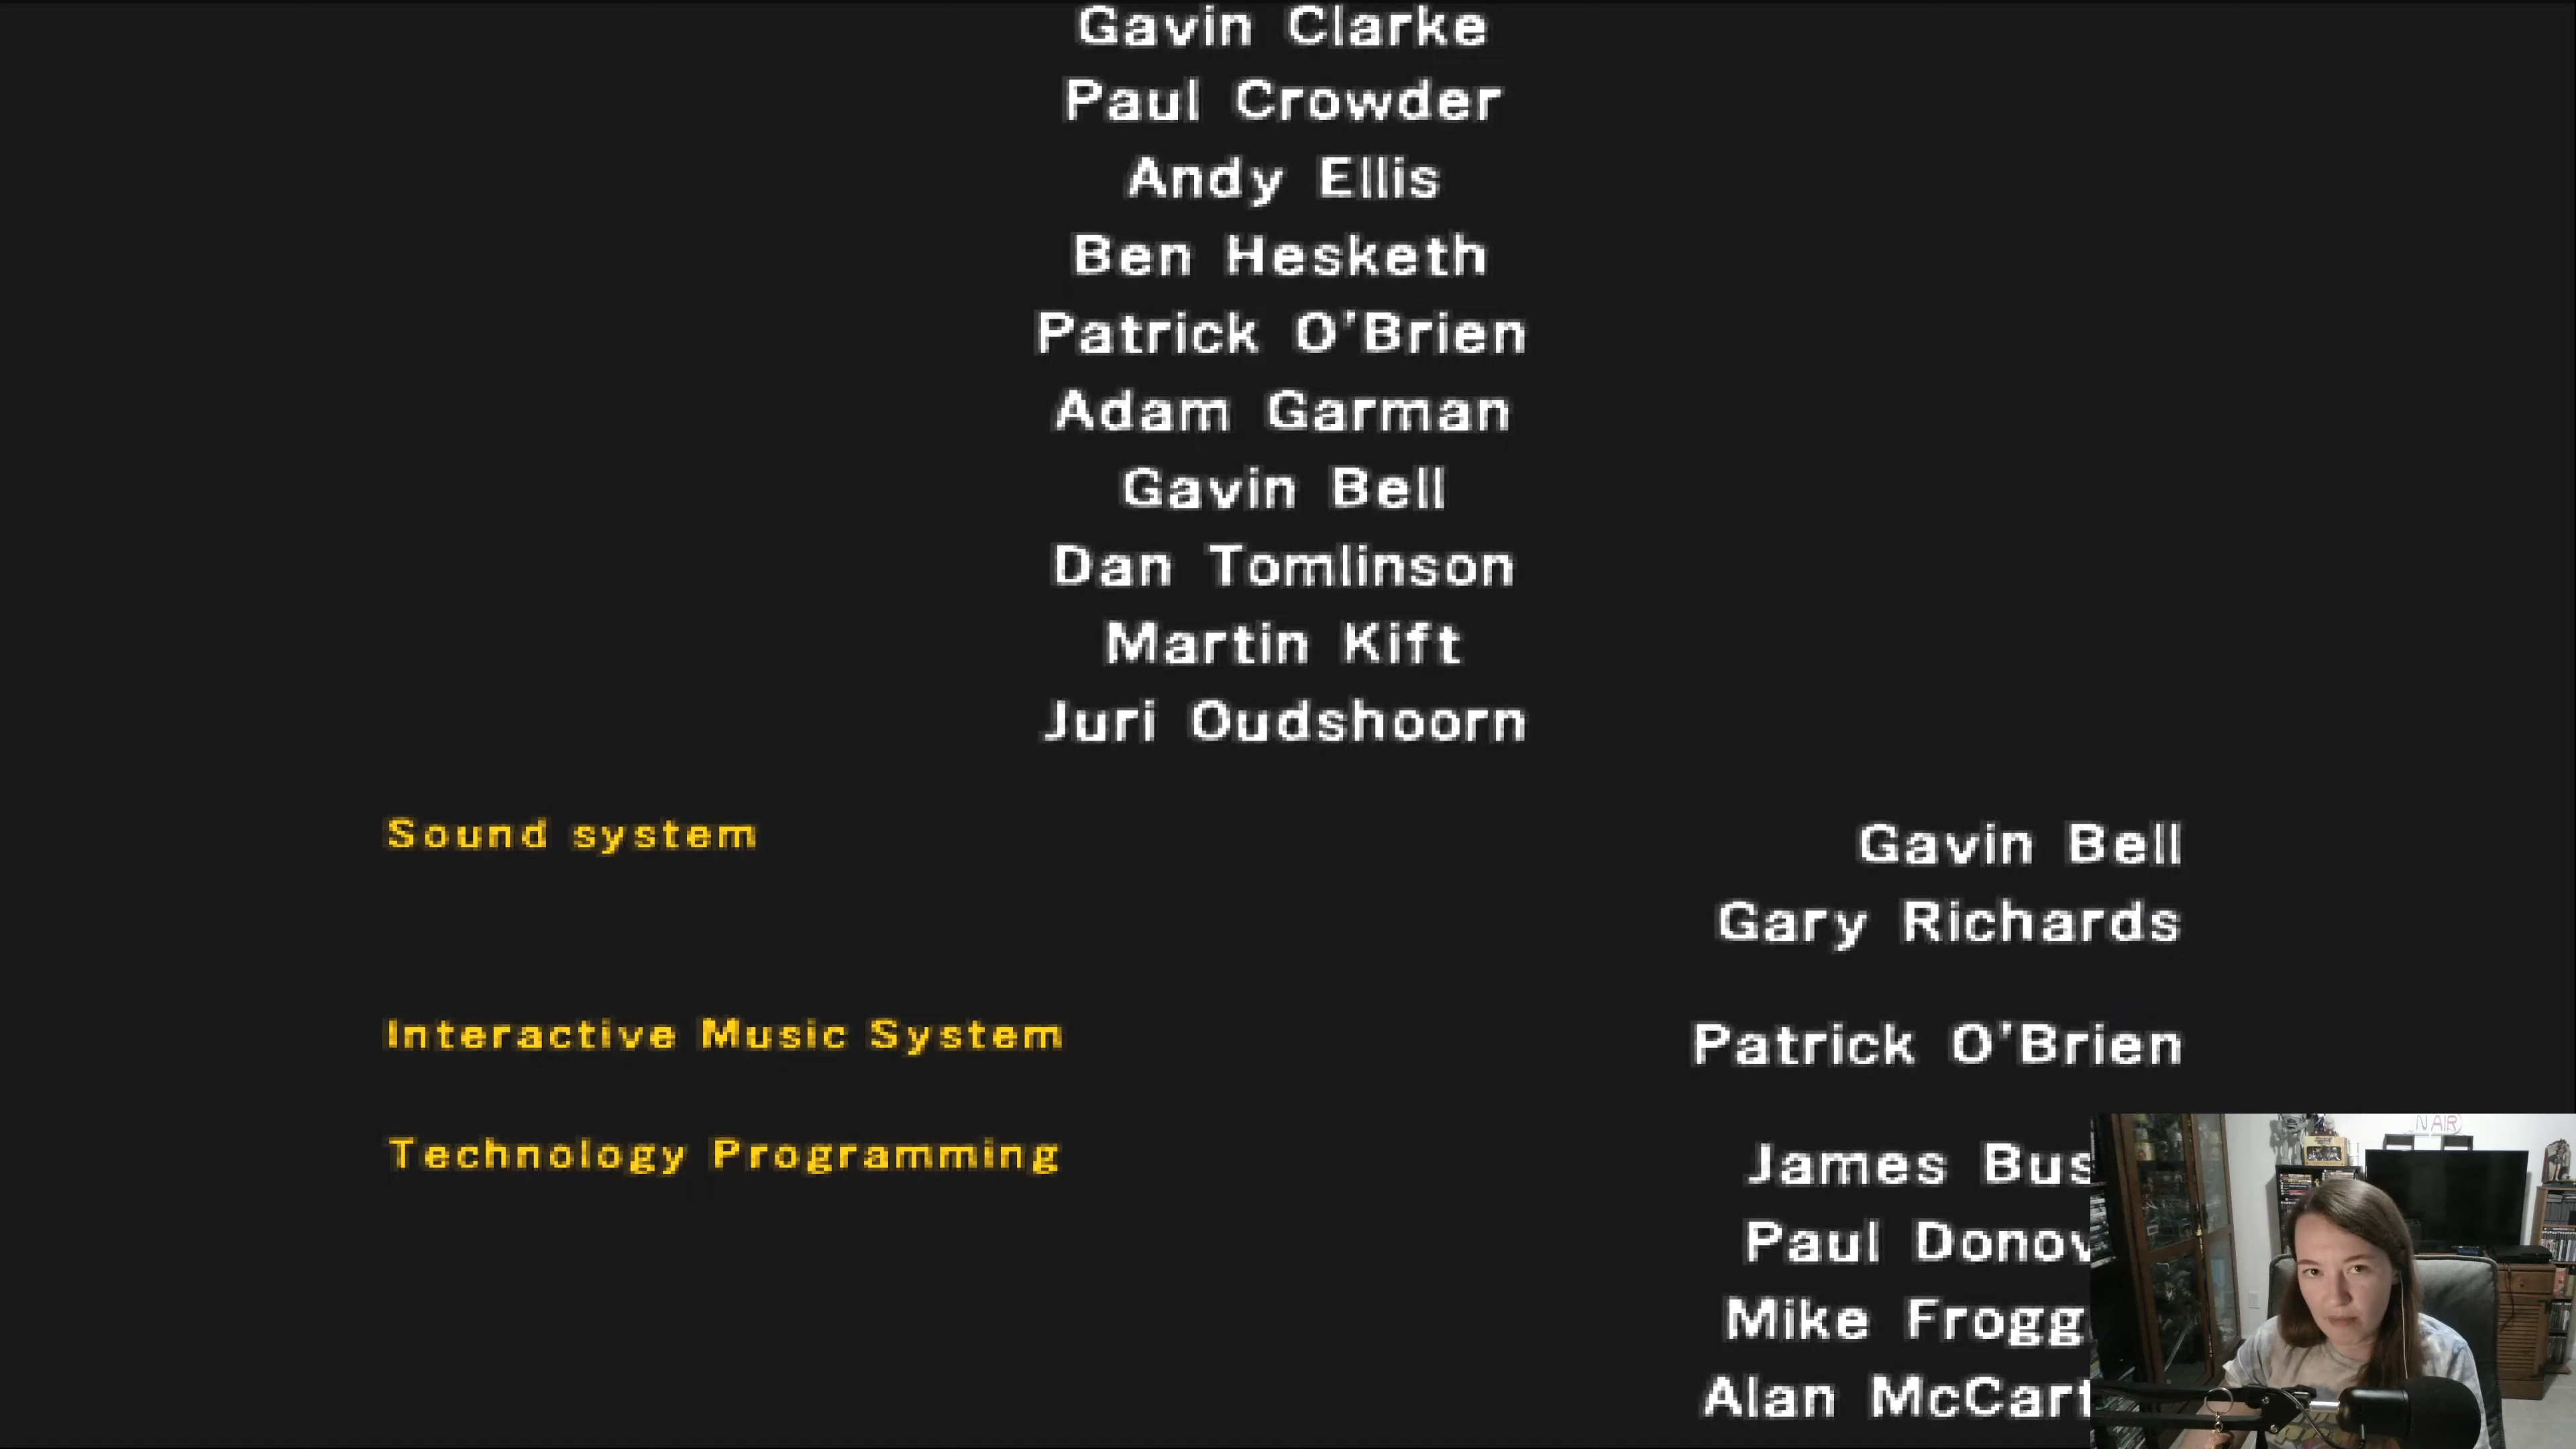 Gavin Clarke
Paul Crowder
Andy Ellis
Ben Hesketh
Patrick O'Brien
Adam Garman
Gavin Bell
Dan Tomlinson
Martin Kift
Juri Oudshoorn
Sound system
Gavin Bell
Gary Richards
Interactive Music System
Patrick O'Brien
Technology Programming
James
Paul
Mike
Alan
N AIR